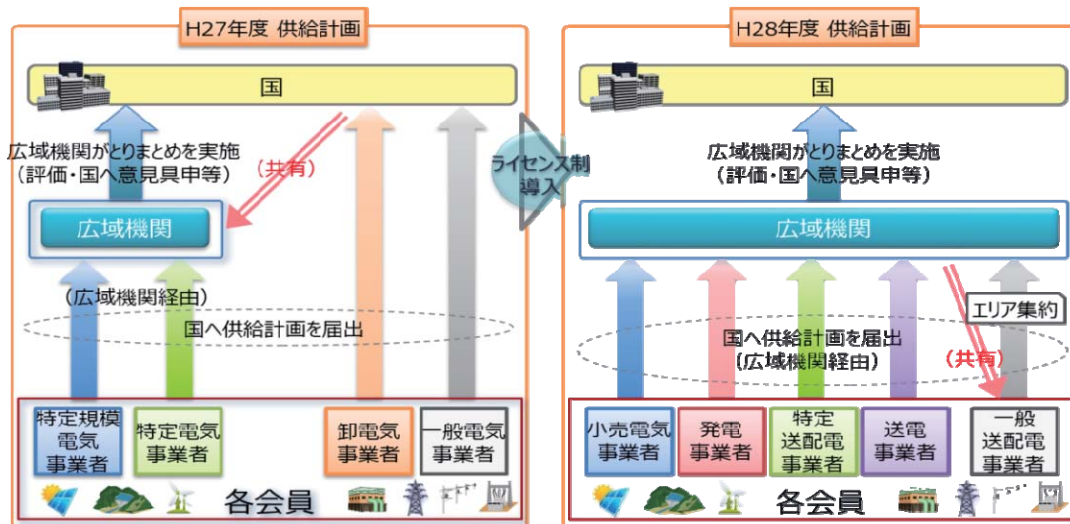 H27年度 供給計画
国
広域機関がとりまとめを実施
（評価・国へ意見具申等）
（共有）
広域機関
（広域機関経由）
国へ供給計画を届出
特定規模
電気
事業者
特定電気
事業者
卸電気
事業者
一般電気
事業者
各会員
ライセンス制
導入
H28年度 供給計画
国
広域機関がとりまとめを実施
（評価・国へ意見具申等）
広域機関
エリア集約
国へ供給計画を届出
（広域機関経由）
（共有）
小売電気
事業者
発電
事業者
特定
送配電
事業者
送電
事業者
一般
送配電
事業者
各会員